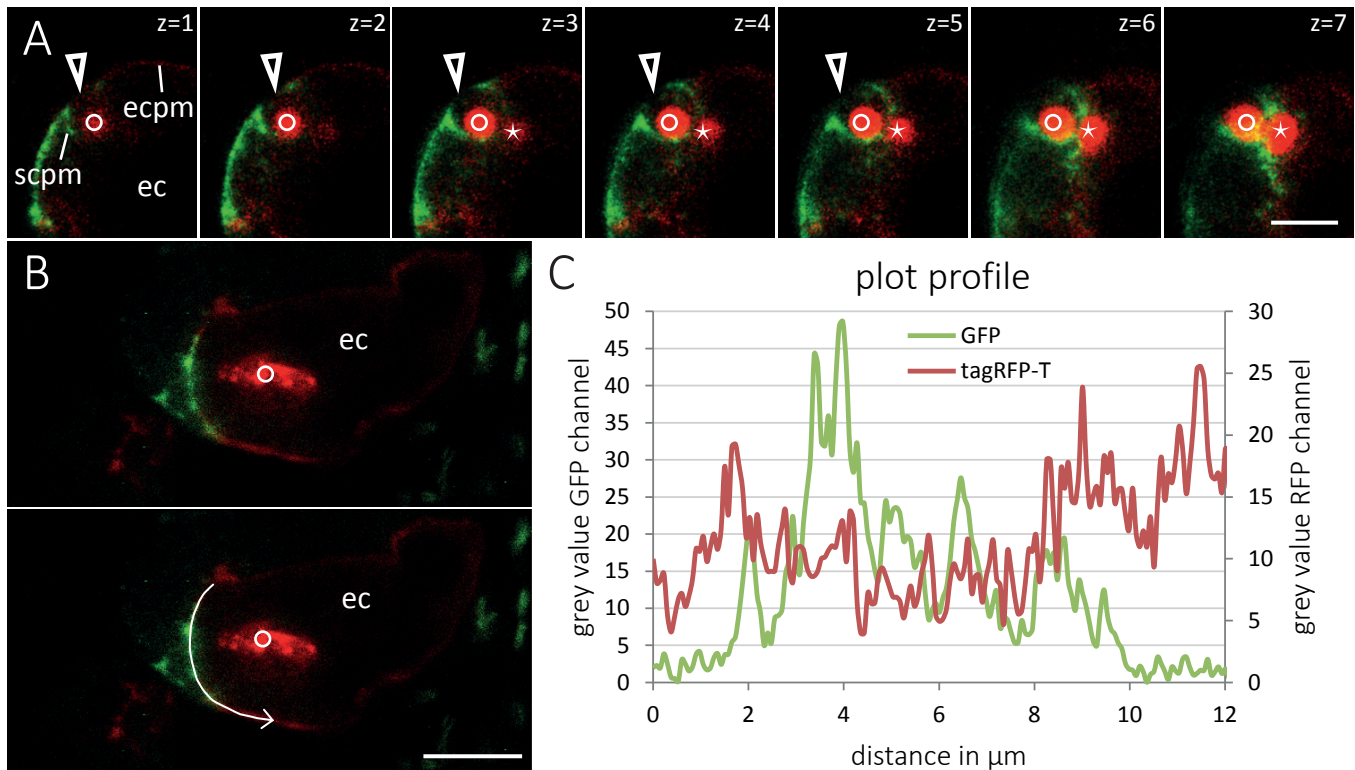 A
z=1
z=2
z=3
z=4
z=5
z=6
z=7
ecpm
scpm
ec
B
ec
ec
C
plot profile
GFP
tagRFP-T
grey value GFP channel
50
45
40
35
30
25
20
15
10
5
0
30
25
20
15
10
5
0
grey value RFP channel
0 2 4 6 8 10 12
distance in µm